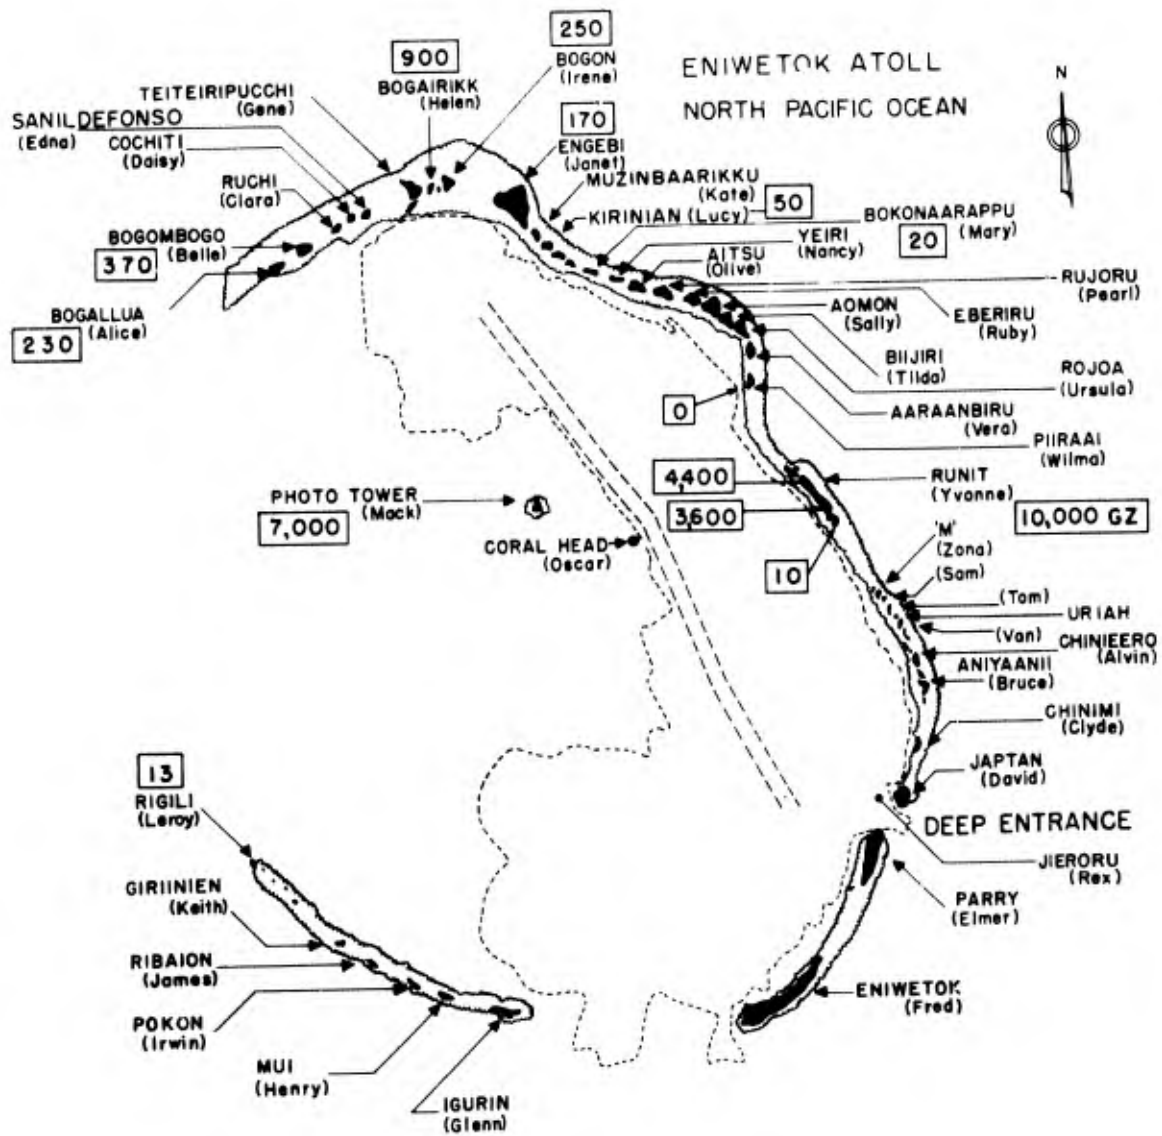 ENIWETOK ATOLL
NORTH PACIFIC OCEAN
N
250
BOGON
(Irene)
900
BOGAIRIKK
(Helen)
TEITEIRIPUCCHI
(Gene)
SANILDEFONSO
(Edna)
COCHITI
(Daisy)
RUCHI
(Clara)
BOGOMBOGO
(Belle)
370
BOGALLUA
(Alice)
230
170
ENGEBI
(Janet)
MUZINBAARIKKU
(Kate)
KIRINIAN (Lucy)
50
BOKONAARAPPU
(Mary)
20
YEIRI
(Nancy)
AITSU
(Olive)
RUJORU
(Pearl)
EBERIRU
(Ruby)
AOMON
(Sally)
BIIJIRI
(Tilda)
ROJOA
(Ursula)
AARAANBIRU
(Vera)
PIIRAAI
(Wilma)
0
RUNIT
(Yvonne)
4,400
3,600
10,000 GZ
10
PHOTO TOWER
(Mack)
7,000
CORAL HEAD
(Oscar)
'M'
(Zona)
(Sam)
(Tom)
URIAH
(Van)
CHINIEERO
(Alvin)
ANIYAANII
(Bruce)
CHINIMI
(Clyde)
JAPTAN
(David)
DEEP ENTRANCE
JIERORU
(Rex)
PARRY
(Elmer)
ENIWETOK
(Fred)
13
RIGILI
(Leroy)
GIRIINIEN
(Keith)
RIBAION
(James)
POKON
(Irwin)
MUI
(Henry)
IGURIN
(Glenn)